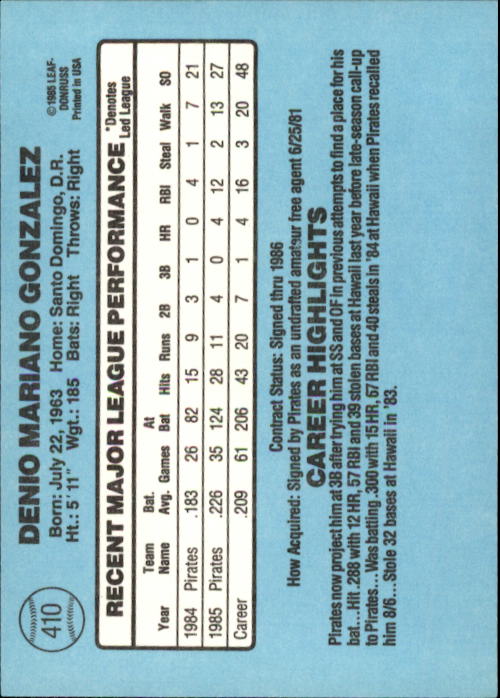 410
DENIO MARIANO GONZALEZ
Born: July 22, 1963 Home: Santo Domingo, D.R.
Ht.: 5' 11" Wgt.: 185 Bats: Right Throws: Right
©1985 LEAF-
DONRUSS
Printed in USA
RECENT MAJOR LEAGUE PERFORMANCE *Denotes
Led League
Team Bat. At
Year Name Avg. Games Bat Hits Runs 2B 3B HR RBI Steal Walk SO
1984 Pirates .183 26 82 15 9 3 1 0 4 1 7 21
1985 Pirates .226 35 124 28 11 4 0 4 12 2 13 27
Career .209 61 206 43 20 7 1 4 16 3 20 48
Contract Status: Signed thru 1986
How Acquired: Signed by Pirates as an undrafted amateur free agent 6/25/81
CAREER HIGHLIGHTS
Pirates now project him at 3B after trying him at SS and OF in previous attempts to find a place for his
bat...Hit .288 with 12 HR, 57 RBI and 39 stolen bases at Hawaii last year before late-season call-up
to Pirates...Was batting .300 with 15 HR, 67 RBI and 40 steals in '84 at Hawaii when Pirates recalled
him 8/6...Stole 32 bases at Hawaii in '83.